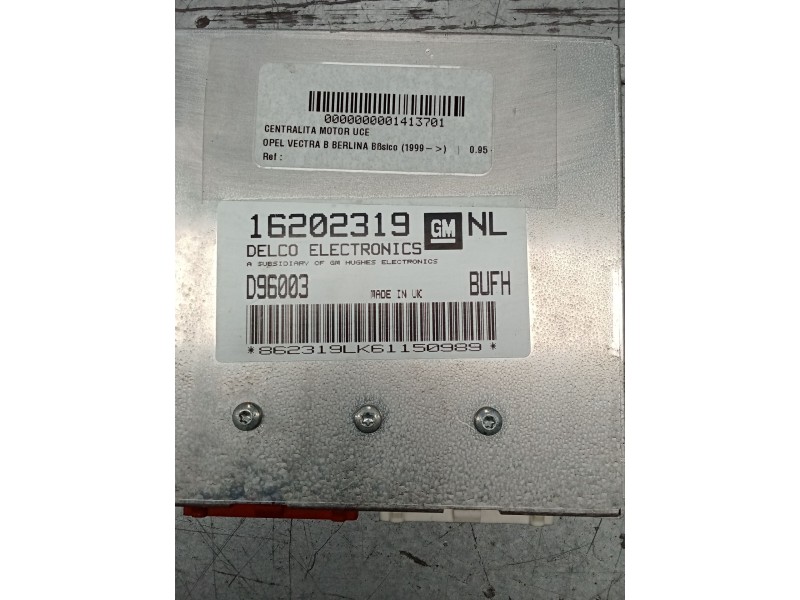 0000000001413701
CENTRALITA MOTOR UCE
OPEL VECTRA B BERLINA Bßsico (1999->) | 0.95
Ref:
16202319 GM NL
DELCO ELECTRONICS
A SUBSIDIARY OF GM HUGHES ELECTRONICS
D96003 MADE IN UK BUFH
*862319LK61150989*